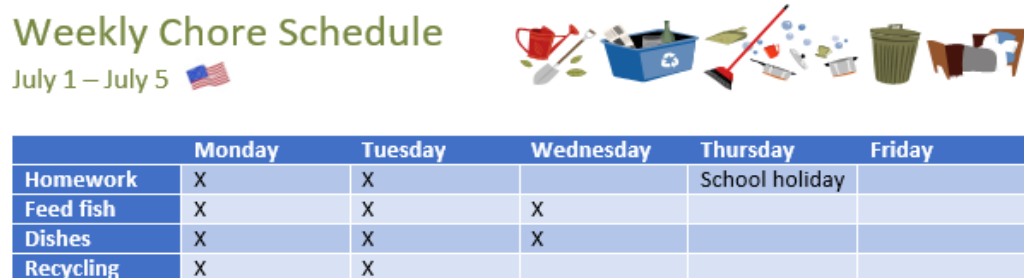 Weekly Chore Schedule
July 1 – July 5
Monday Tuesday Wednesday Thursday Friday
Homework X X School holiday
Feed fish X X X
Dishes X X X
Recycling X X